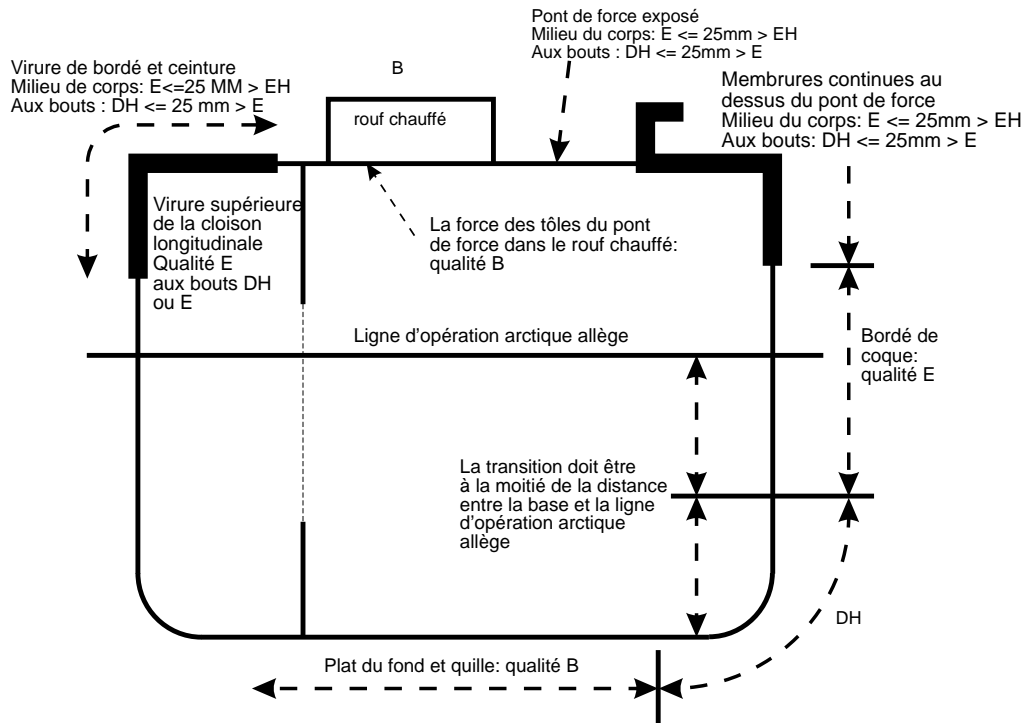 Pont de force exposé
Milieu du corps: E <= 25mm > EH
Aux bouts: DH <= 25mm > E
Virure de bordé et ceinture
Milieu de corps: E<=25 MM > EH
Aux bouts : DH <= 25 mm > E
B
rouf chauffé
Membrures continues au
dessus du pont de force
Milieu du corps: E <= 25mm > EH
Aux bouts: DH <= 25mm > E
Virure supérieure
de la cloison
longitudinale
Qualité E
aux bouts DH
ou E
La force des tôles du pont
de force dans le rouf chauffé:
qualité B
Ligne d'opération arctique allège
Bordé de
coque:
qualité E
La transition doit être
à la moitié de la distance
entre la base et la ligne
d'opération arctique
allège
DH
Plat du fond et quille: qualité B